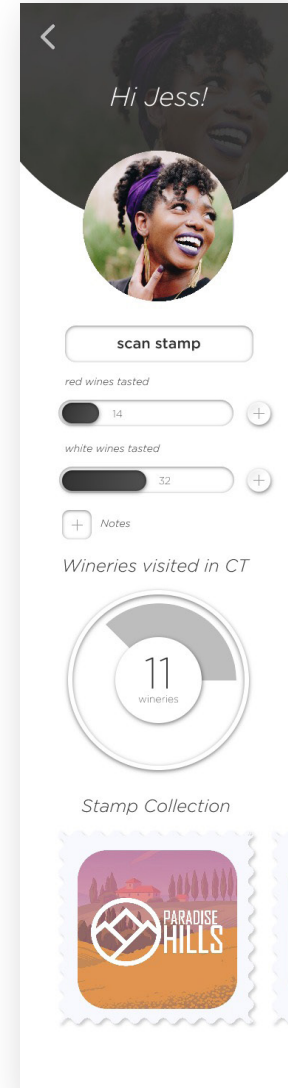 Hi Jess!
scan stamp
red wines tasted
14
white wines tasted
32
Notes
Wineries visited in CT
11
wineries
Stamp Collection
PARADISE
HILLS